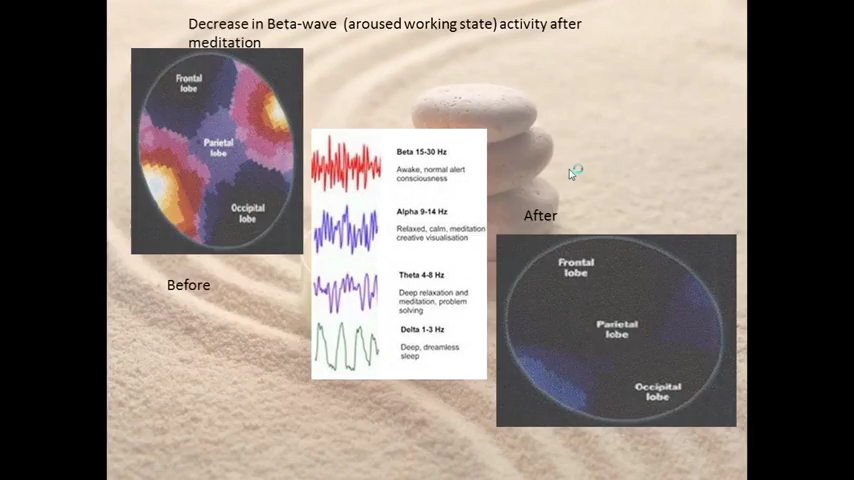 Decrease in Beta-wave (aroused working state) activity after
meditation
Frontal
lobe
Parietal
lobe
Occipital
lobe
Before
Beta 15-30 Hz
Awake, normal alert
consciousness
Alpha 9-14 Hz
Relaxed, calm, meditation
creative visualisation
Theta 4-8 Hz
Deep relaxation and
meditation, problem
solving
Delta 1-3 Hz
Deep, dreamless
sleep
After
Frontal
lobe
Parietal
lobe
Occipital
lobe